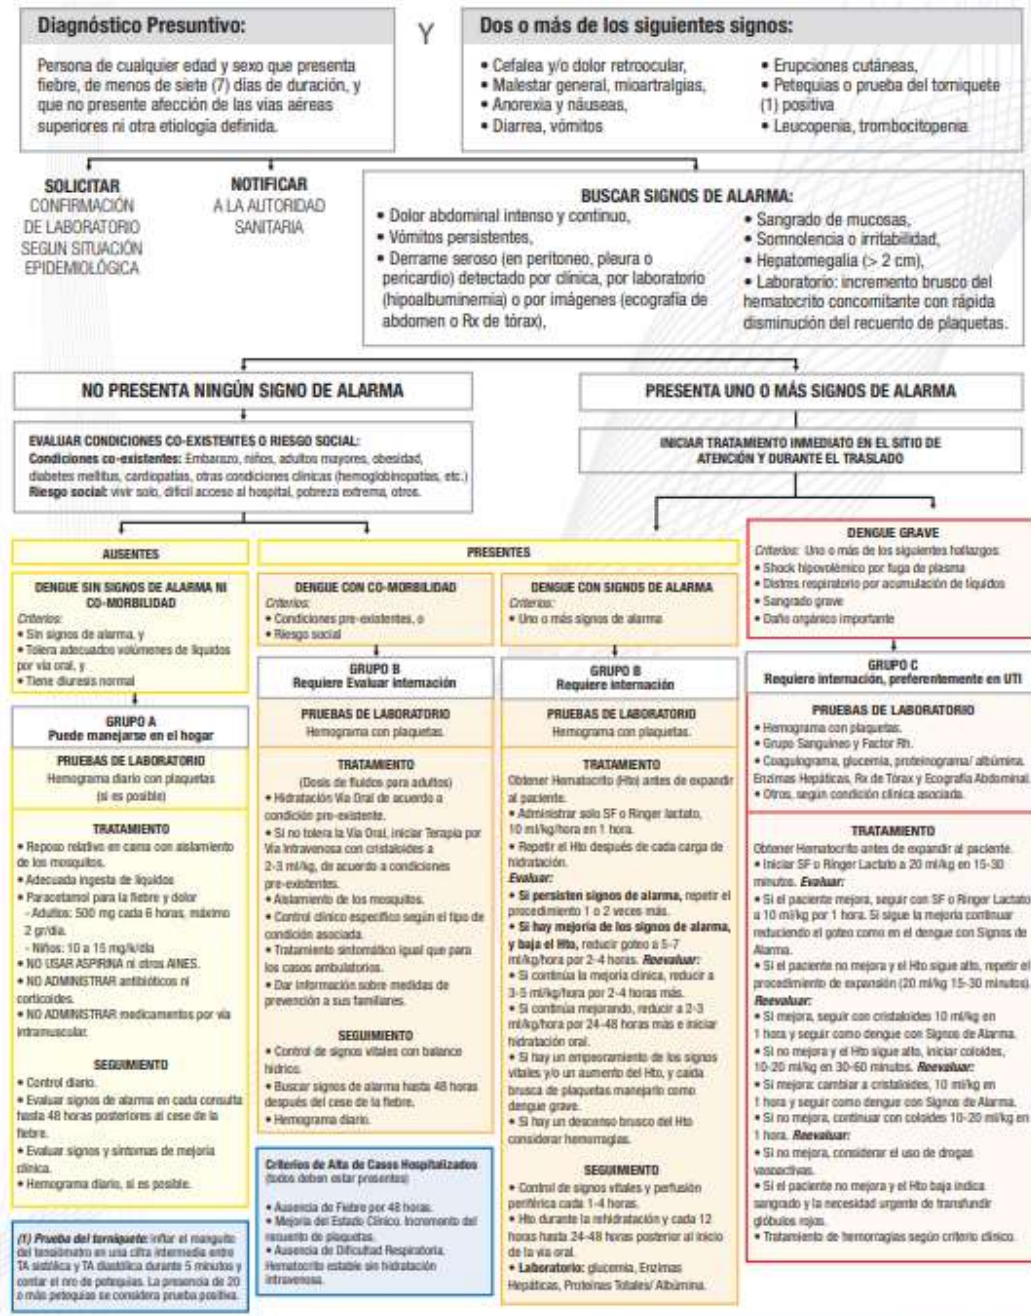 Diagnóstico Presuntivo:
Persona de cualquier edad y sexo que presenta
fiebre, de menos de siete (7) días de duración, y
que no presente afección de las vías aéreas
superiores ni otra etiología definida.
Y
Dos o más de los siguientes signos:
• Cefalea y/o dolor retroocular,
• Malestar general, mioartralgias,
• Anorexia y náuseas,
• Diarrea, vómitos
• Erupciones cutáneas,
• Petequias o prueba del torniquete
(1) positiva
• Leucopenia, trombocitopenia
SOLICITAR
CONFIRMACIÓN
DE LABORATORIO
SEGUN SITUACIÓN
EPIDEMIOLÓGICA
NOTIFICAR
A LA AUTORIDAD
SANITARIA
BUSCAR SIGNOS DE ALARMA:
• Dolor abdominal intenso y continuo,
• Vómitos persistentes,
• Derrame seroso (en peritoneo, pleura o
pericardio) detectado por clínica, por laboratorio
(hipoalbuminemia) o por imágenes (ecografía de
abdomen o Rx de tórax),
• Sangrado de mucosas,
• Somnolencia o irritabilidad,
• Hepatomegalia (> 2 cm),
• Laboratorio: incremento brusco del
hematocrito concomitante con rápida
disminución del recuento de plaquetas.
NO PRESENTA NINGÚN SIGNO DE ALARMA
PRESENTA UNO O MÁS SIGNOS DE ALARMA
EVALUAR CONDICIONES CO-EXISTENTES O RIESGO SOCIAL:
Condiciones co-existentes: Embarazo, niños, adultos mayores, obesidad,
diabetes mellitus, cardiopatías, otras condiciones clínicas (hemoglobinopatías, etc.)
Riesgo social: vivir solo, difícil acceso al hospital, pobreza extrema, otros.
INICIAR TRATAMIENTO INMEDIATO EN EL SITIO DE
ATENCIÓN Y DURANTE EL TRASLADO
AUSENTES
PRESENTES
DENGUE SIN SIGNOS DE ALARMA NI
CO-MORBILIDAD
Criterios:
• Sin signos de alarma, y
• Tolera adecuados volúmenes de líquidos
por vía oral, y
• Tiene diuresis normal
GRUPO A
Puede manejarse en el hogar
PRUEBAS DE LABORATORIO
Hemograma diario con plaquetas
(si es posible)
TRATAMIENTO
• Reposo relativo en cama con aislamiento
de los mosquitos.
• Adecuada ingesta de líquidos
• Paracetamol para la fiebre y dolor
- Adultos: 500 mg cada 6 horas, máximo
2 gr/día.
- Niños: 10 a 15 mg/k/día
• NO USAR ASPIRINA ni otros AINES.
• NO ADMINISTRAR antibióticos ni
corticoides.
• NO ADMINISTRAR medicamentos por vía
intramuscular.
SEGUIMIENTO
• Control diario.
• Evaluar signos de alarma en cada consulta
hasta 48 horas posteriores al cese de la
fiebre.
• Evaluar signos y síntomas de mejoría
clínica.
• Hemograma diario, si es posible.
(1) Prueba del torniquete: inflar el manguito
del tensiómetro en una cifra intermedia entre
TA sistólica y TA diastólica durante 5 minutos y
contar el nro de petequias. La presencia de 20
o más petequias se considera prueba positiva.
DENGUE CON CO-MORBILIDAD
Criterios:
• Condiciones pre-existentes, o
• Riesgo social
GRUPO B
Requiere Evaluar Internación
PRUEBAS DE LABORATORIO
Hemograma con plaquetas.
TRATAMIENTO
(Dosis de fluidos para adultos)
• Hidratación Vía Oral de acuerdo a
condición pre-existente.
• Si no tolera la Vía Oral, iniciar Terapia por
Vía Intravenosa con cristaloides a
2-3 ml/kg, de acuerdo a condiciones
pre-existentes.
• Aislamiento de los mosquitos.
• Control clínico específico según el tipo de
condición asociada.
• Tratamiento sintomático igual que para
los casos ambulatorios.
• Dar información sobre medidas de
prevención a sus familiares.
SEGUIMIENTO
• Control de signos vitales con balance
hídrico.
• Buscar signos de alarma hasta 48 horas
después del cese de la fiebre.
• Hemograma diario.
Criterios de Alta de Casos Hospitalizados
(todos deben estar presentes)
• Ausencia de Fiebre por 48 horas.
• Mejoría del Estado Clínico. Incremento del
recuento de plaquetas.
• Ausencia de Dificultad Respiratoria.
Hematocrito estable sin hidratación
intravenosa.
DENGUE CON SIGNOS DE ALARMA
Criterios:
• Uno o más signos de alarma
GRUPO B
Requiere internación
PRUEBAS DE LABORATORIO
Hemograma con plaquetas.
TRATAMIENTO
Obtener Hematocrito (Hto) antes de expandir
al paciente.
• Administrar solo SF o Ringer lactato,
10 ml/kg/hora en 1 hora.
• Repetir el Hto después de cada carga de
hidratación.
Evaluar:
• Si persisten signos de alarma, repetir el
procedimiento 1 o 2 veces más.
• Si hay mejoría de los signos de alarma,
y baja el Hto, reducir goteo a 5-7
ml/kg/hora por 2-4 horas. Reevaluar:
• Si continúa la mejoría clínica, reducir a
3-5 ml/kg/hora por 2-4 horas más.
• Si continúa mejorando, reducir a 2-3
ml/kg/hora por 24-48 horas más e iniciar
hidratación oral.
• Si hay un empeoramiento de los signos
vitales y/o un aumento del Hto, y caída
brusca de plaquetas manejarlo como
dengue grave.
• Si hay un descenso brusco del Hto
considerar hemorragias.
SEGUIMIENTO
• Control de signos vitales y perfusión
periférica cada 1-4 horas.
• Hto durante la rehidratación y cada 12
horas hasta 24-48 horas posterior al inicio
de la vía oral.
• Laboratorio: glucemia, Enzimas
Hepáticas, Proteínas Totales/ Albúmina.
DENGUE GRAVE
Criterios: Uno o más de los siguientes hallazgos:
• Shock hipovolémico por fuga de plasma
• Distres respiratorio por acumulación de líquidos
• Sangrado grave
• Daño orgánico importante
GRUPO C
Requiere internación, preferentemente en UTI
PRUEBAS DE LABORATORIO
• Hemograma con plaquetas.
• Grupo Sanguíneo y Factor Rh.
• Coagulograma, glucemia, proteinograma/ albúmina.
Enzimas Hepáticas, Rx de Tórax y Ecografía Abdominal.
• Otros, según condición clínica asociada.
TRATAMIENTO
Obtener Hematocrito antes de expandir al paciente.
• Iniciar SF o Ringer Lactato a 20 ml/kg en 15-30
minutos. Evaluar:
• Si el paciente mejora, seguir con SF o Ringer Lactato
a 10 ml/kg por 1 hora. Si sigue la mejoría continuar
reduciendo el goteo como en el dengue con Signos de
Alarma.
• Si el paciente no mejora y el Hto sigue alto, repetir el
procedimiento de expansión (20 ml/kg 15-30 minutos).
Reevaluar:
• Si mejora, seguir con cristaloides 10 ml/kg en
1 hora y seguir como dengue con Signos de Alarma.
• Si no mejora y el Hto sigue alto, iniciar coloides,
10-20 ml/kg en 30-60 minutos. Reevaluar:
• Si mejora: cambiar a cristaloides, 10 ml/kg en
1 hora y seguir como dengue con Signos de Alarma.
• Si no mejora, continuar con coloides 10-20 ml/kg en
1 hora. Reevaluar:
• Si no mejora, considerar el uso de drogas
vasoactivas.
• Si el paciente no mejora y el Hto baja indica
sangrado y la necesidad urgente de transfundir
glóbulos rojos.
• Tratamiento de hemorragias según criterio clínico.